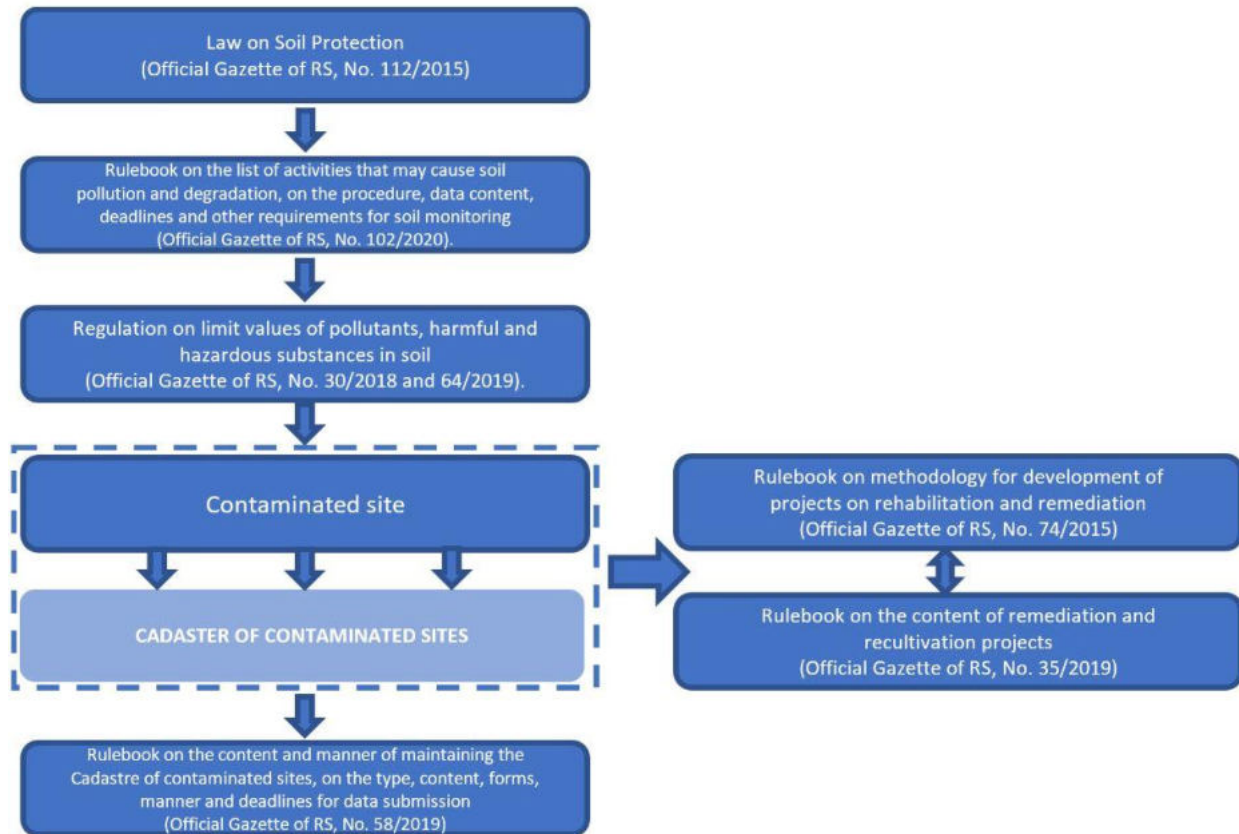 Law on Soil Protection
(Official Gazette of RS, No. 112/2015)
Rulebook on the list of activities that may cause soil
pollution and degradation, on the procedure, data content,
deadlines and other requirements for soil monitoring
(Official Gazette of RS, No. 102/2020).
Regulation on limit values of pollutants, harmful and
hazardous substances in soil
(Official Gazette of RS, No. 30/2018 and 64/2019).
Contaminated site
CADASTER OF CONTAMINATED SITES
Rulebook on the content and manner of maintaining the
Cadastre of contaminated sites, on the type, content, forms,
manner and deadlines for data submission
(Official Gazette of RS, No. 58/2019)
Rulebook on methodology for development of
projects on rehabilitation and remediation
(Official Gazette of RS, No. 74/2015)
Rulebook on the content of remediation and
recultivation projects
(Official Gazette of RS, No. 35/2019)